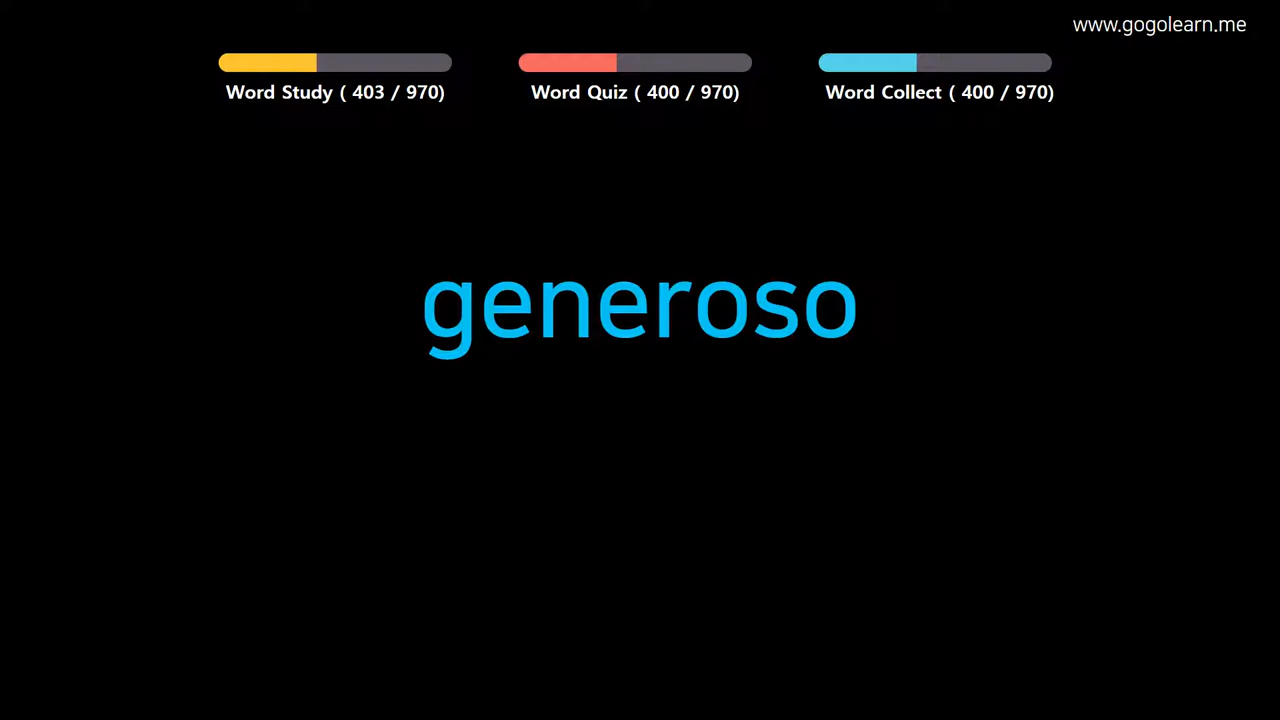 www.gogolearn.me
Word Study ( 403 / 970)
Word Quiz ( 400 / 970)
Word Collect ( 400 / 970)
generoso